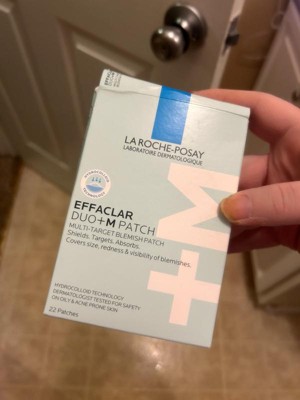 LA ROCHE-POSAY
LABORATOIRE DERMATOLOGIQUE
EFFACLAR
DUO+M PATCH
MULTI-TARGET BLEMISH PATCH
Shields. Targets. Absorbs.
Covers size, redness & visibility of blemishes.
+M
HYDROCOLLOID TECHNOLOGY
DERMATOLOGIST TESTED FOR SAFETY
ON OILY & ACNE PRONE SKIN
22 Patches